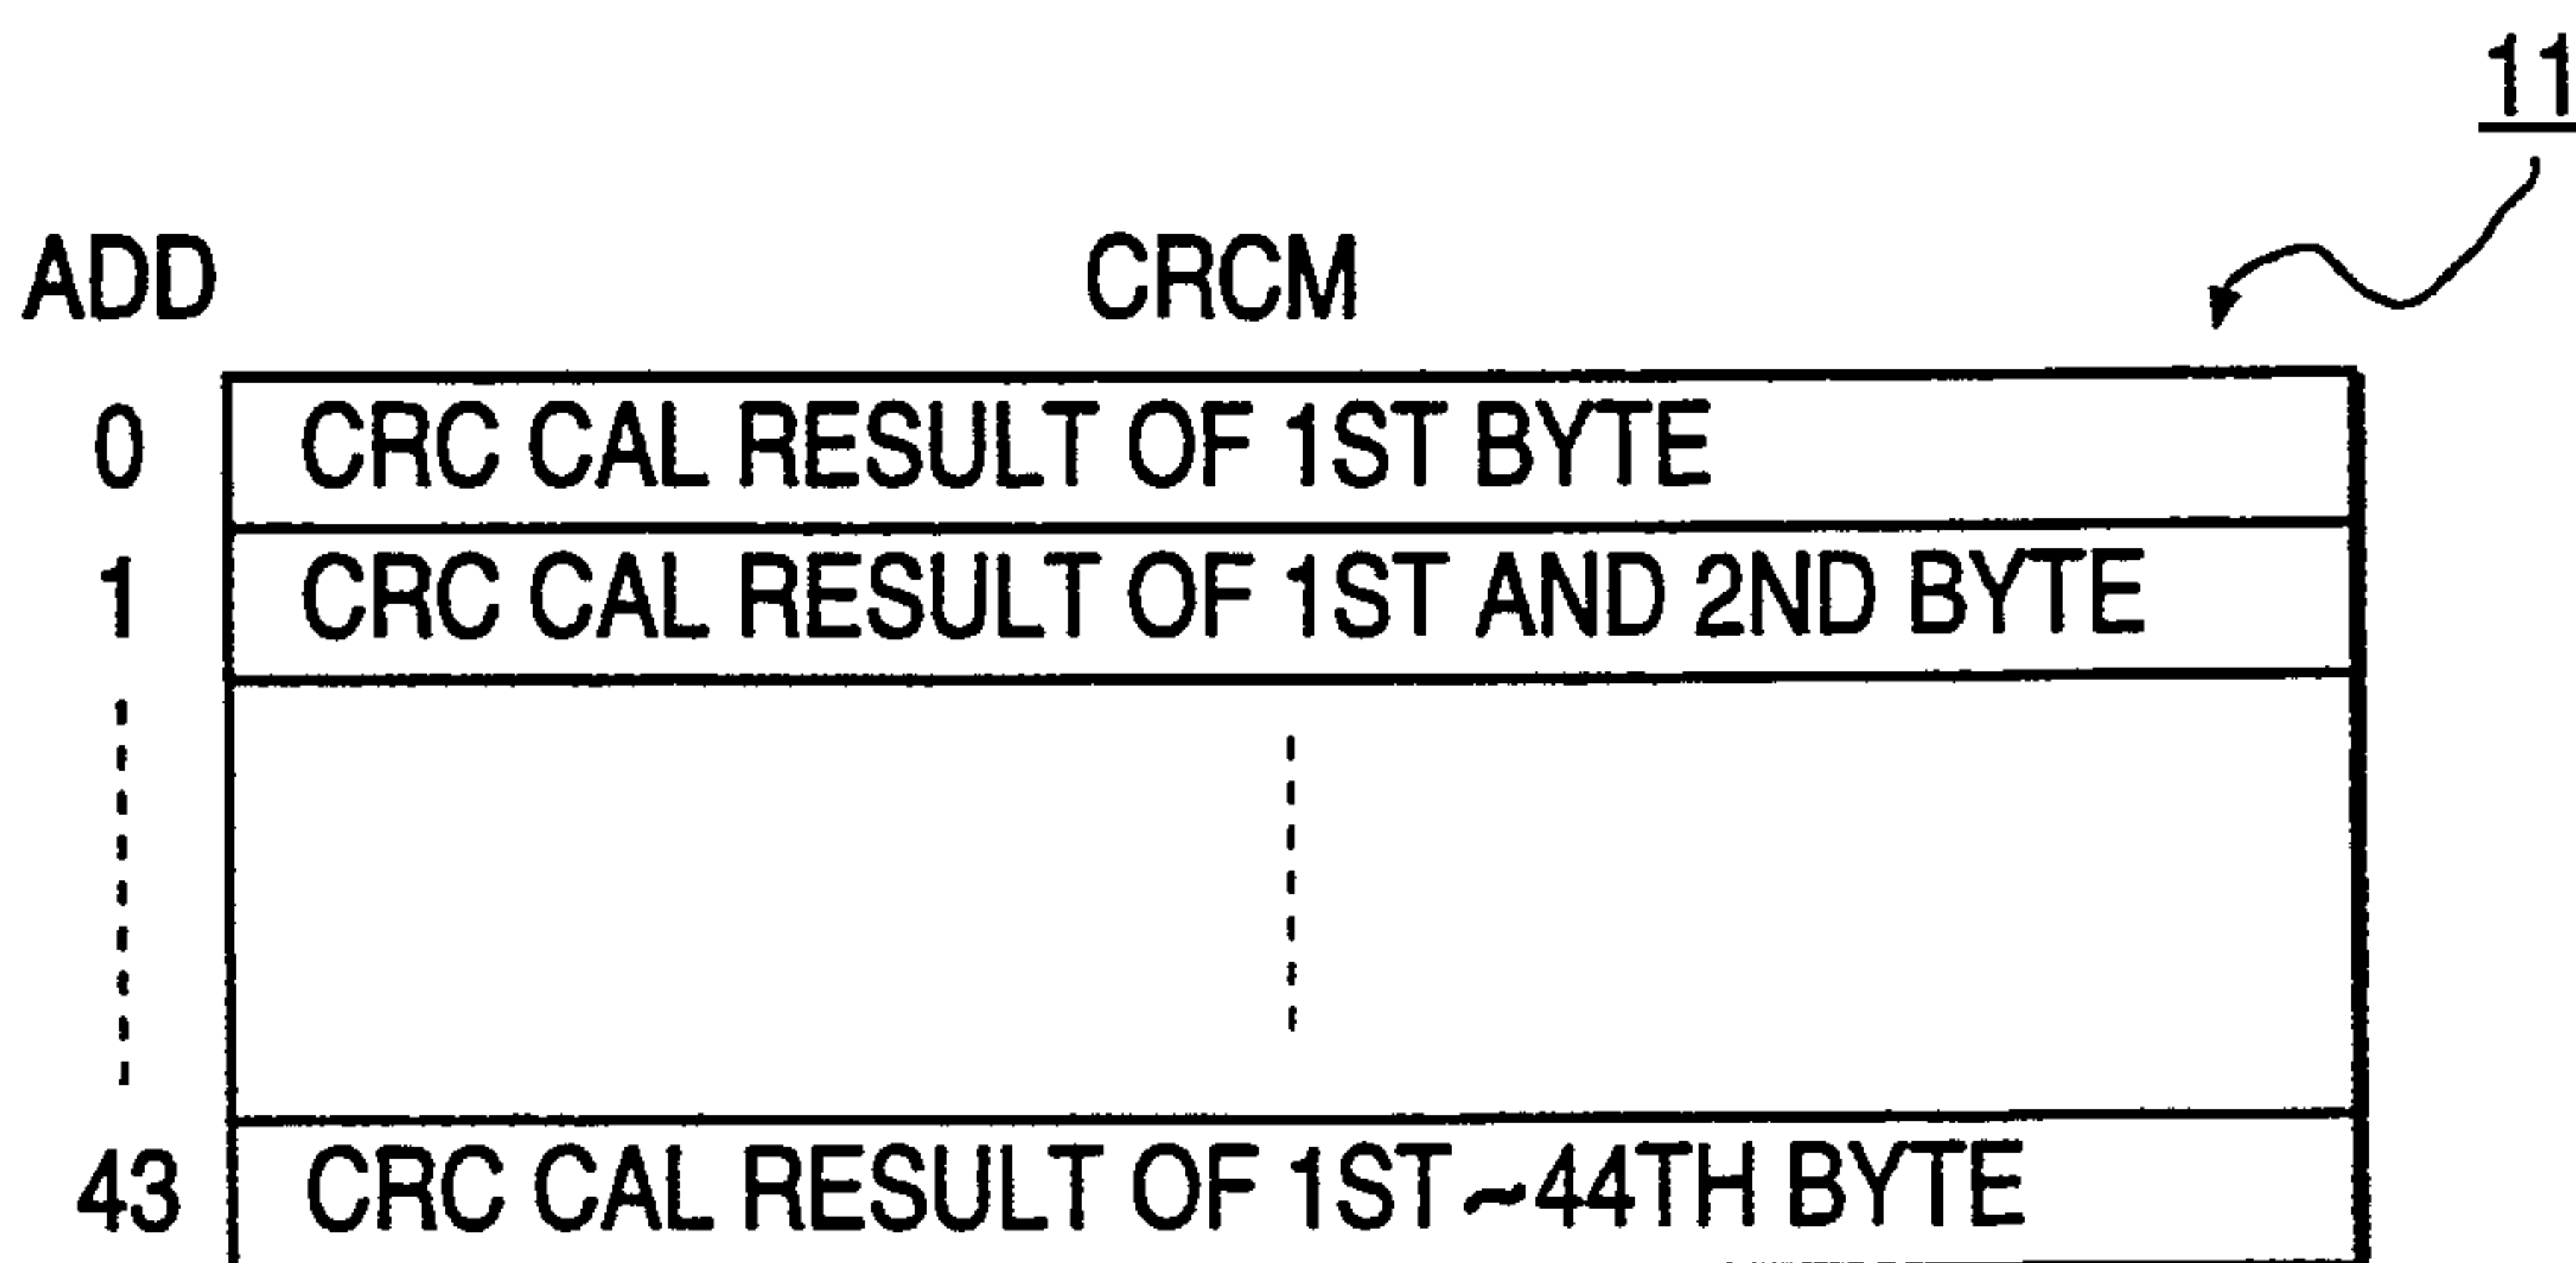 11
ADD CRCM
0 CRC CAL RESULT OF 1ST BYTE
1 CRC CAL RESULT OF 1ST AND 2ND BYTE
43 CRC CAL RESULT OF 1ST~44TH BYTE